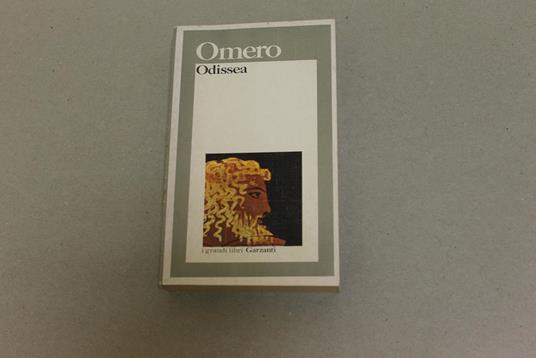 Omero
Odissea
i grandi libri Garzanti